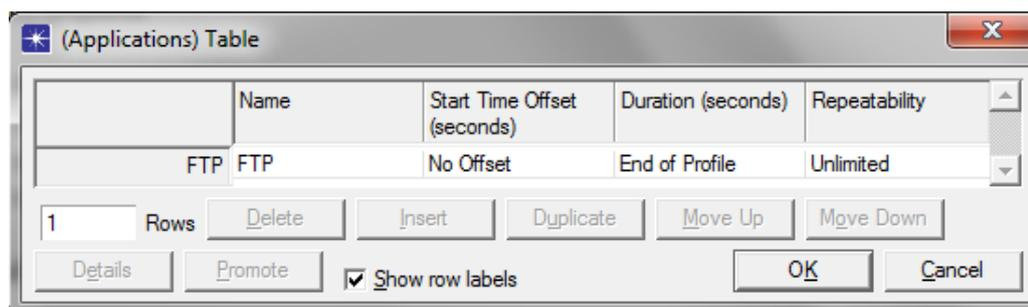 (Applications) Table
Name Start Time Offset (seconds) Duration (seconds) Repeatability
FTP FTP No Offset End of Profile Unlimited
1 Rows Delete Insert Duplicate Move Up Move Down
Details Promote Show row labels OK Cancel